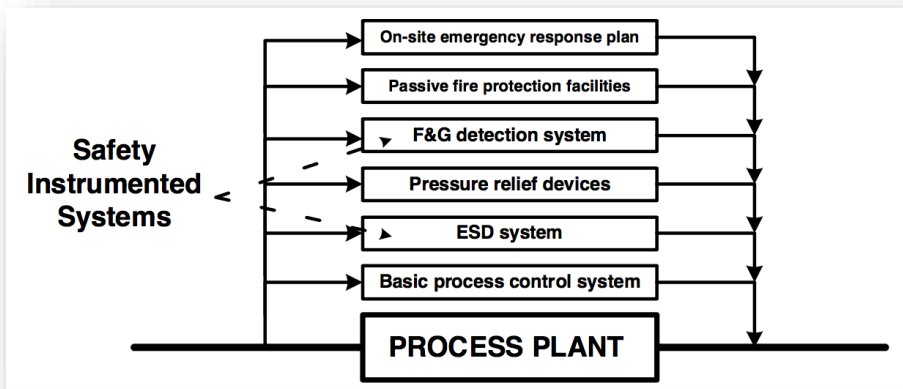 On-site emergency response plan
Passive fire protection facilities
F&G detection system
Safety
Instrumented
Systems
Pressure relief devices
ESD system
Basic process control system
PROCESS PLANT